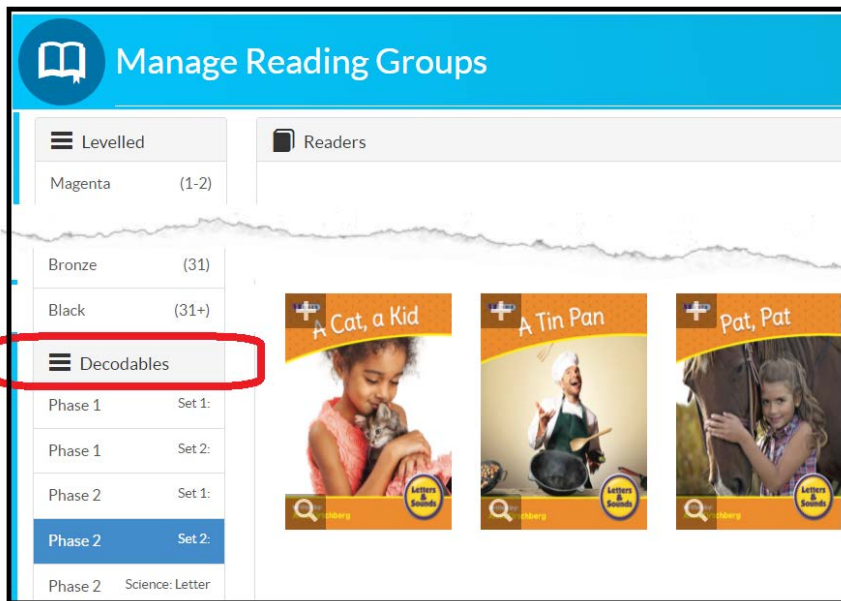 Manage Reading Groups
Levelled
Magenta (1-2)
Bronze (31)
Black (31+)
Decodables
Phase 1 Set 1:
Phase 1 Set 2:
Phase 2 Set 1:
Phase 2 Set 2:
Phase 2 Science: Letter
Readers
A Cat, a Kid
Letters
&
Sounds
A Tin Pan
Letters
&
Sounds
Pat, Pat
Letters
&
Sounds